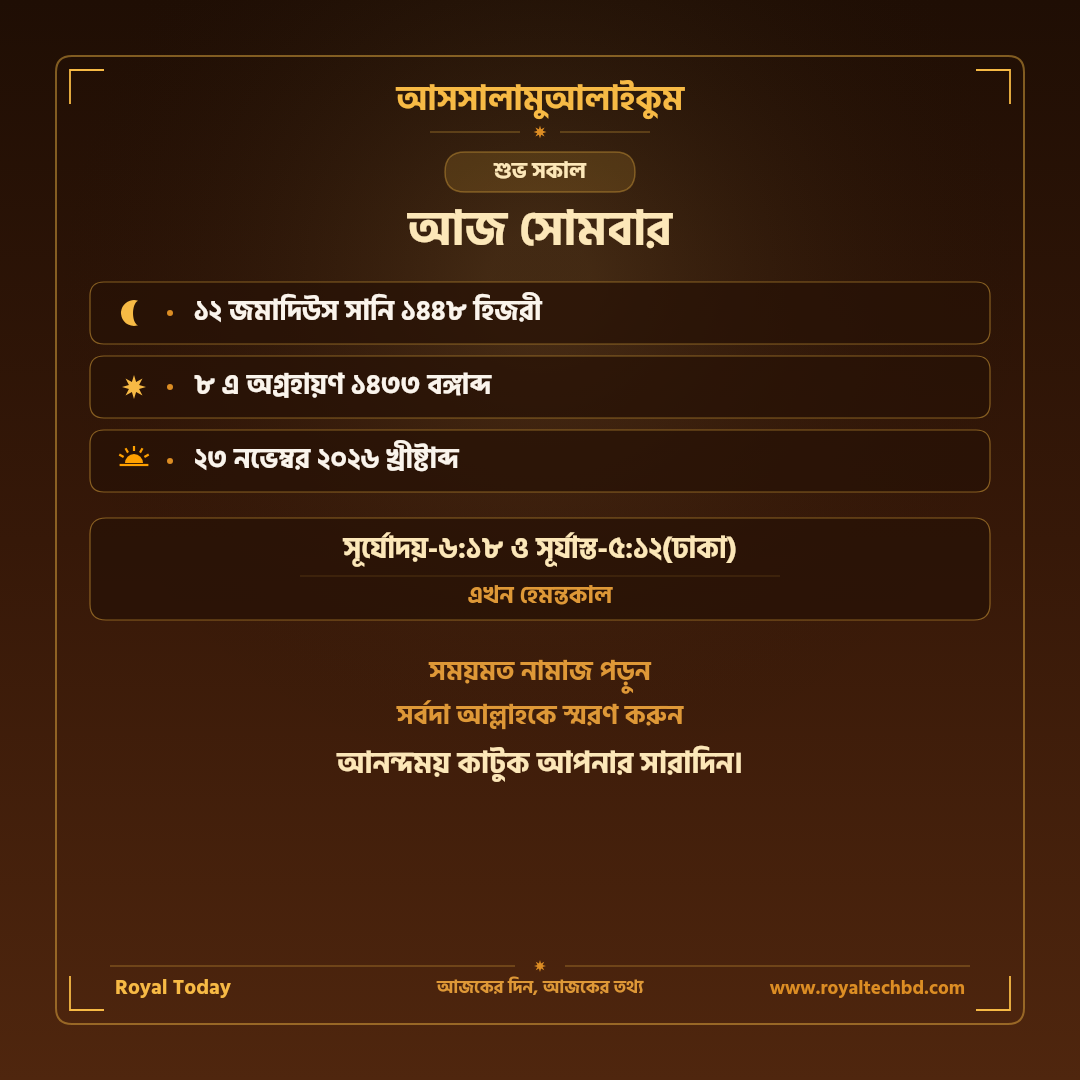 আসসালামুআলাইকুম
শুভ সকাল
আজ সোমবার
১২ জমাদিউস সানি ১৪৪৮ হিজরী
৮ এ অগ্রহায়ণ ১৪৩৩ বঙ্গাব্দ
২৩ নভেম্বর ২০২৬ খ্রীষ্টাব্দ
সূর্যোদয়-৬:১৮ ও সূর্যাস্ত-৫:১২(ঢাকা)
এখন হেমন্তকাল
সময়মত নামাজ পড়ুন
সর্বদা আল্লাহকে স্মরণ করুন
আনন্দময় কাটুক আপনার সারাদিন।
Royal Today
আজকের দিন, আজকের তথ্য
www.royaltechbd.com